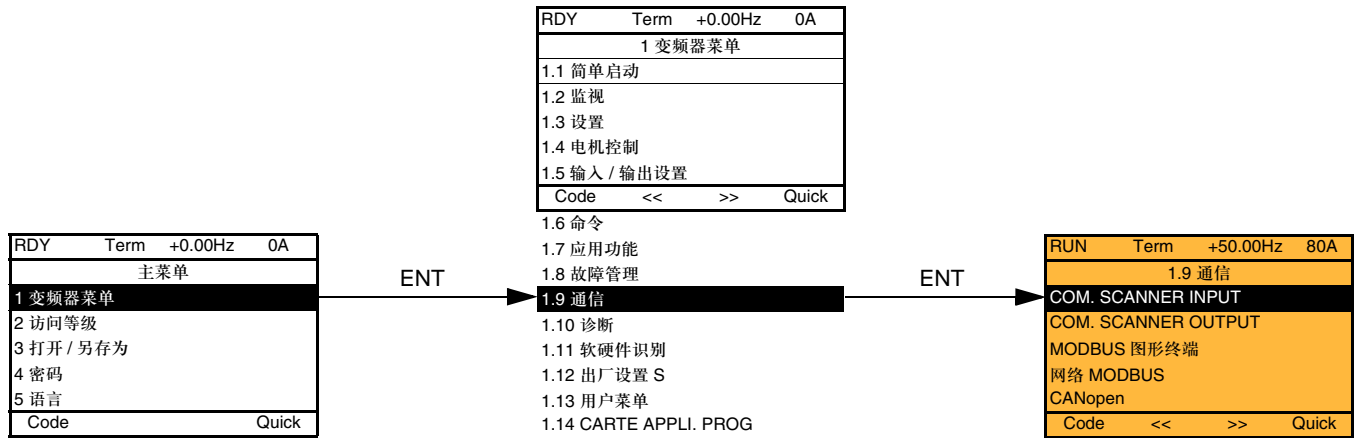 RDY Term +0.00Hz 0A
主菜单
1 变频器菜单
2 访问等级
3 打开 / 另存为
4 密码
5 语言
Code Quick
ENT
RDY Term +0.00Hz 0A
1 变频器菜单
1.1 简单启动
1.2 监视
1.3 设置
1.4 电机控制
1.5 输入 / 输出设置
Code << >> Quick
1.6 命令
1.7 应用功能
1.8 故障管理
1.9 通信
1.10 诊断
1.11 软硬件识别
1.12 出厂设置 S
1.13 用户菜单
1.14 CARTE APPLI. PROG
ENT
RUN Term +50.00Hz 80A
1.9 通信
COM. SCANNER INPUT
COM. SCANNER OUTPUT
MODBUS 图形终端
网络 MODBUS
CANopen
Code << >> Quick